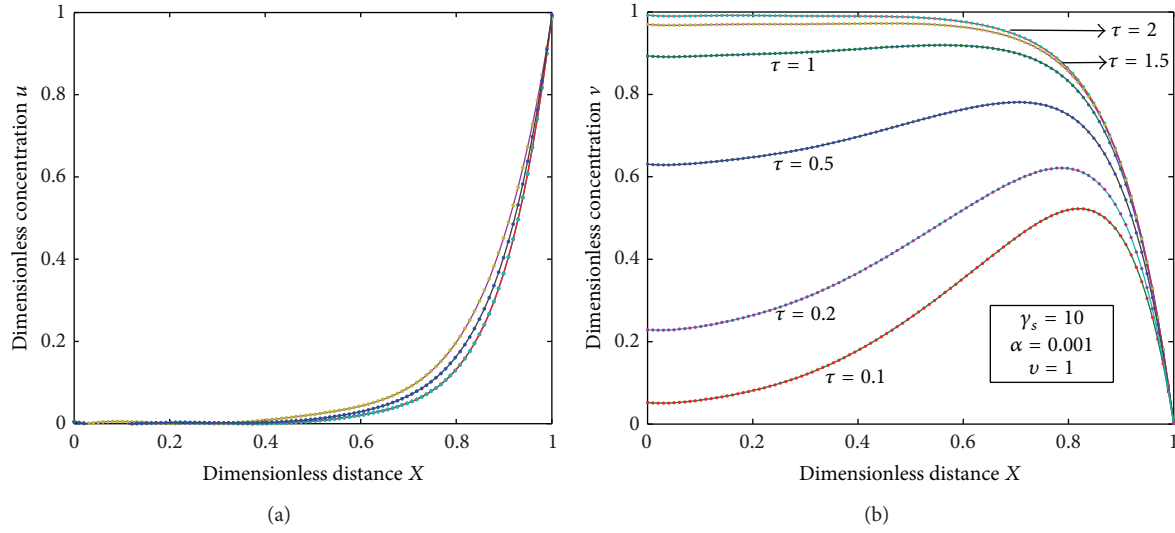 1
0.8
0.6
0.4
0.2
0
Dimensionless concentration u
0 0.2 0.4 0.6 0.8 1
Dimensionless distance X
(a)
1
0.8
0.6
0.4
0.2
0
Dimensionless concentration v
τ = 2
τ = 1.5
τ = 1
τ = 0.5
τ = 0.2
τ = 0.1
γs = 10
α = 0.001
υ = 1
0 0.2 0.4 0.6 0.8 1
Dimensionless distance X
(b)